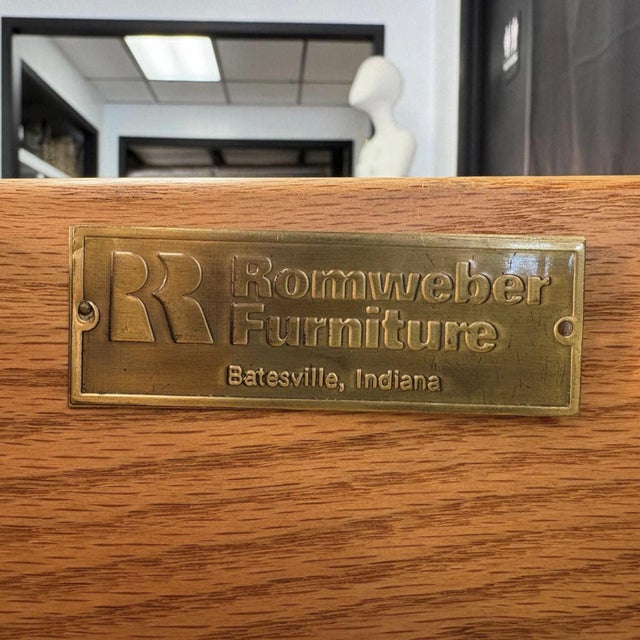 RR Romweber
Furniture
Batesville, Indiana